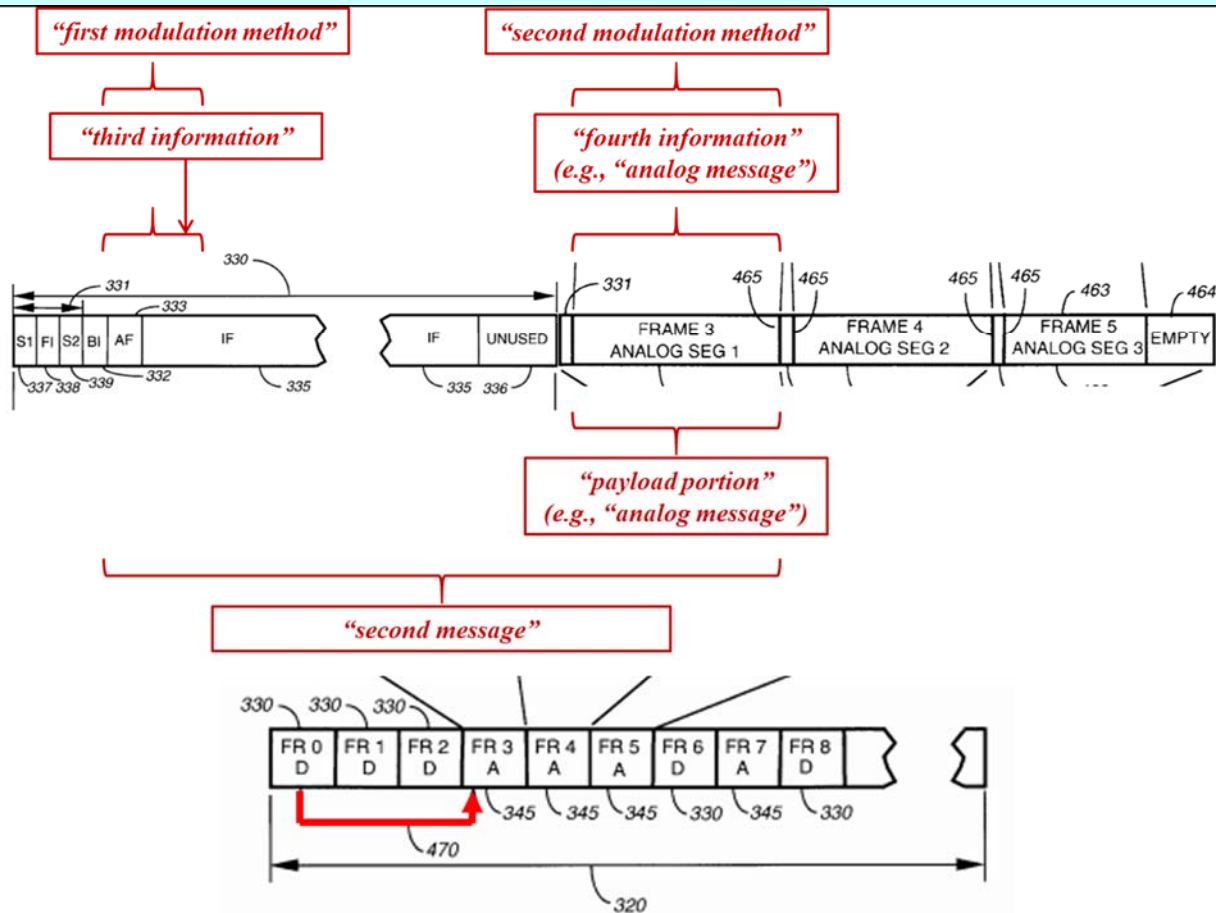 “first modulation method”
“second modulation method”
“third information”
“fourth information”
(e.g., “analog message”)
330
331
333
331
465
465
465
463
464
S1 FI S2 BI AF IF
IF UNUSED
FRAME 3
ANALOG SEG 1
FRAME 4
ANALOG SEG 2
FRAME 5
ANALOG SEG 3
EMPTY
337 338 339 332 335
335 336
“payload portion”
(e.g., “analog message”)
“second message”
330 330 330
FR 0 FR 1 FR 2 FR 3 FR 4 FR 5 FR 6 FR 7 FR 8
D D D A A A D A D
345 345 345 330 345 330
470
320